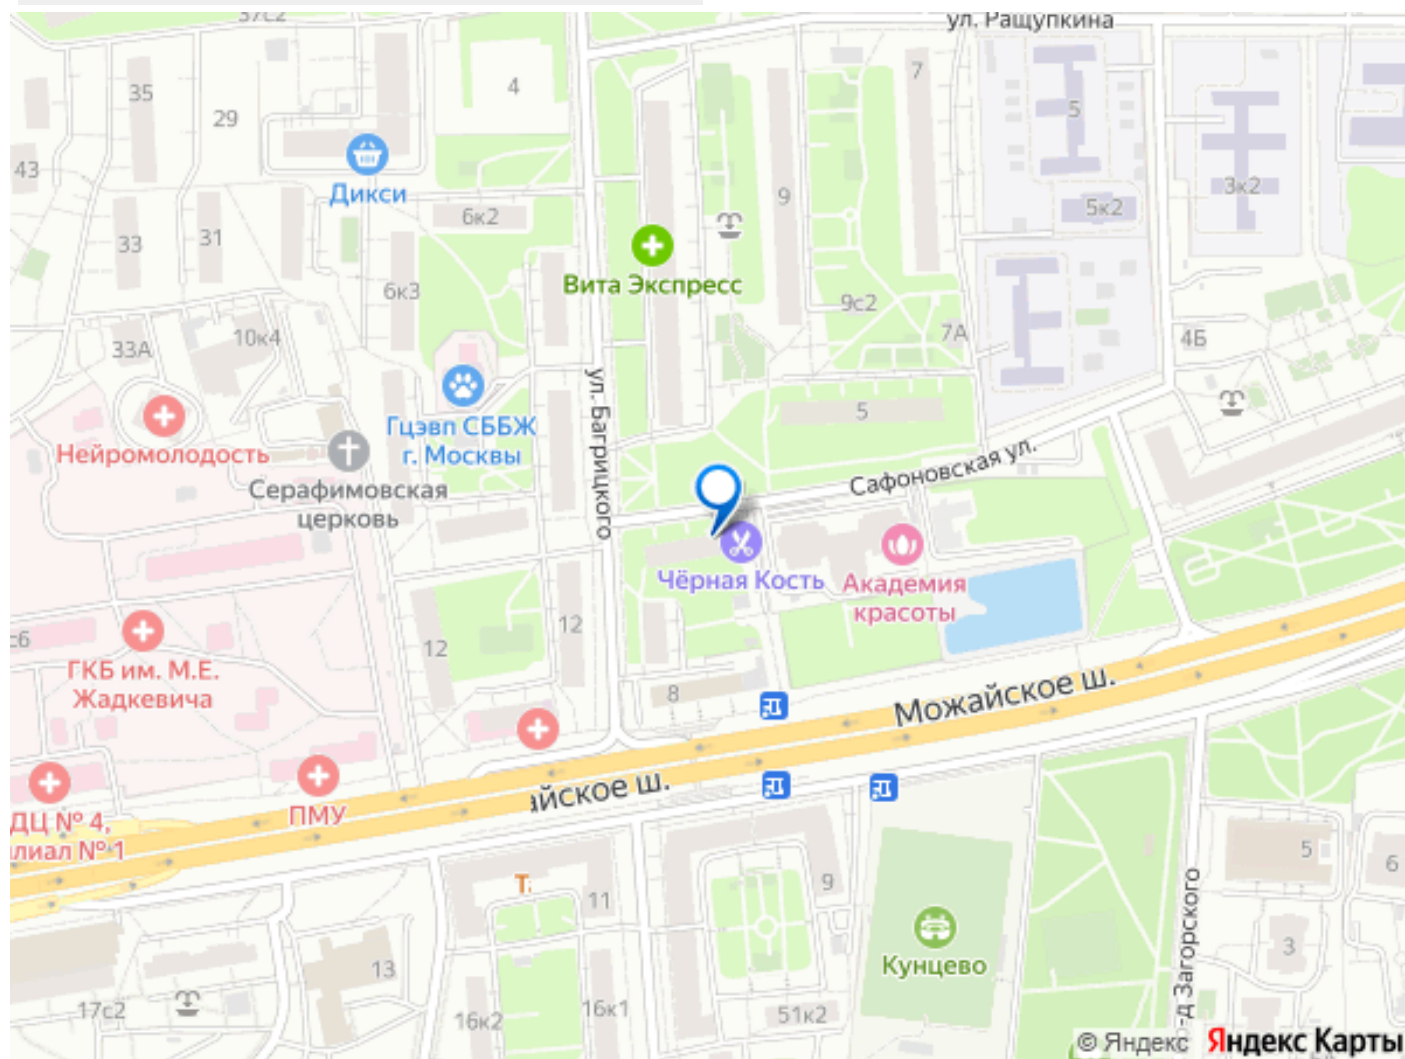 37с2
ул. Ращупкина
35
4
7
29
5
43
Дикси
9
3к2
6к2
5к2
33
31
Вита Экспресс
6к3
9с2
10к4
7А
4Б
33А
ул. Багрицкого
5
Гцэвп СББЖ
г. Москвы
Нейромолодость
Сафоновская ул.
Серафимовская
церковь
Чёрная Кость
Академия
красоты
с6
12
12
ГКБ им. М.Е.
Жадкевича
8
Можайское ш.
айское ш.
ПМУ
ДЦ № 4,
лиал № 1
5
6
Т
11
9
-д Загорского
3
Кунцево
13
17с2
16к2
16к1
51к2
© Яндекс Яндекс Карты